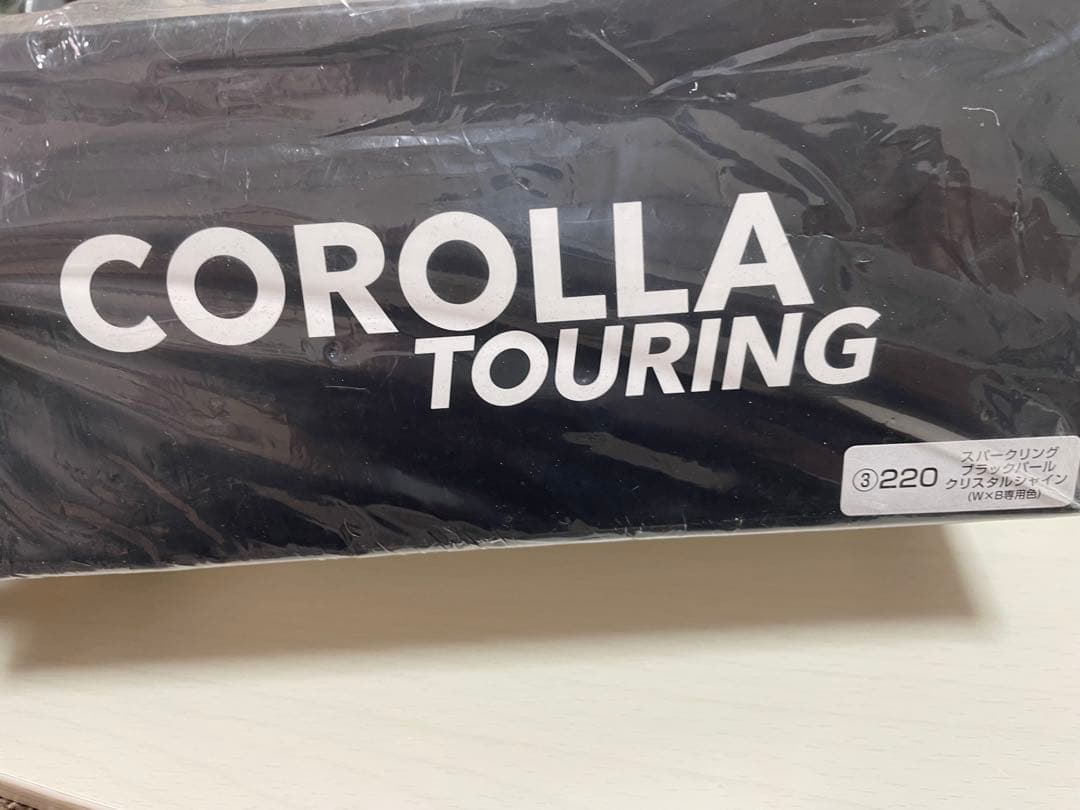 COROLLA
TOURING
③220
スパークリング
ブラックパール
クリスタルシャイン
(W×B専用色)